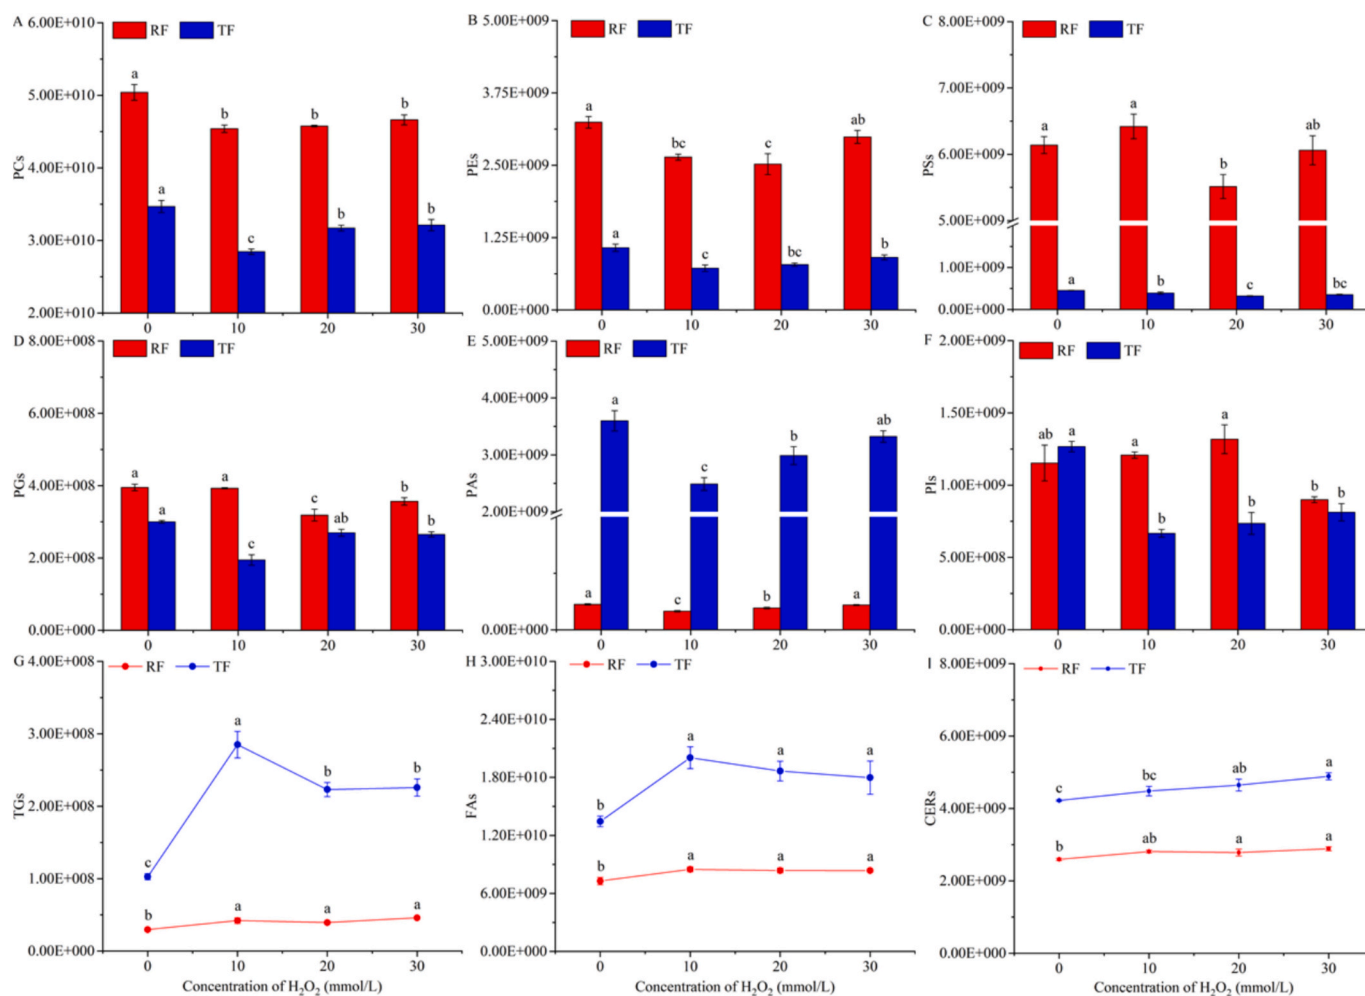 A
RF TF
6.00E+010
5.00E+010
4.00E+010
3.00E+010
2.00E+010
PCs
a b b b
a c b b
0 10 20 30
B
RF TF
5.00E+009
3.75E+009
2.50E+009
1.25E+009
0.00E+000
PEs
a bc c ab
a c bc b
0 10 20 30
C
RF TF
8.00E+009
7.00E+009
6.00E+009
5.00E+009
1.00E+009
0.00E+000
PSs
a a b ab
a b c bc
0 10 20 30
D
RF TF
8.00E+008
6.00E+008
4.00E+008
2.00E+008
0.00E+000
PGs
a a c b
a c ab b
0 10 20 30
E
RF TF
5.00E+009
4.00E+009
3.00E+009
2.00E+009
0.00E+000
PAs
a c b ab
a c b a
0 10 20 30
F
RF TF
2.00E+009
1.50E+009
1.00E+009
5.00E+008
0.00E+000
PIs
ab a a b
a b b b
0 10 20 30
G
RF TF
4.00E+008
3.00E+008
2.00E+008
1.00E+008
0.00E+000
TGs
c a b b
b a a a
0 10 20 30
Concentration of H₂O₂ (mmol/L)
H
RF TF
3.00E+010
2.40E+010
1.80E+010
1.20E+010
6.00E+009
0.00E+000
FAs
b a a a
b a a a
0 10 20 30
Concentration of H₂O₂ (mmol/L)
I
RF TF
8.00E+009
6.00E+009
4.00E+009
2.00E+009
0.00E+000
CERs
c bc ab a
b ab a a
0 10 20 30
Concentration of H₂O₂ (mmol/L)